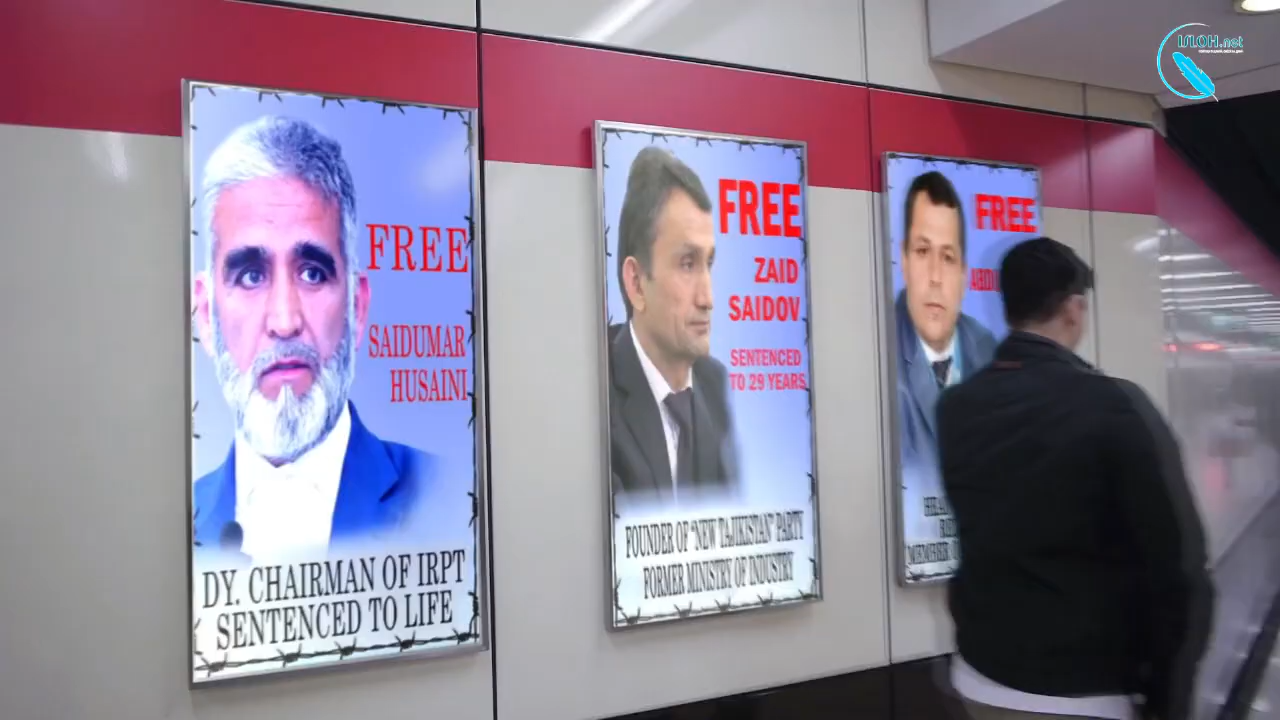 ISLOH.net
FREE
SAIDUMAR
HUSAINI
DY. CHAIRMAN OF IRPT
SENTENCED TO LIFE
FREE
ZAID
SAIDOV
SENTENCED
TO 29 YEARS
FOUNDER OF "NEW TAJIKISTAN" PARTY
FORMER MINISTRY OF INDUSTRY
FREE